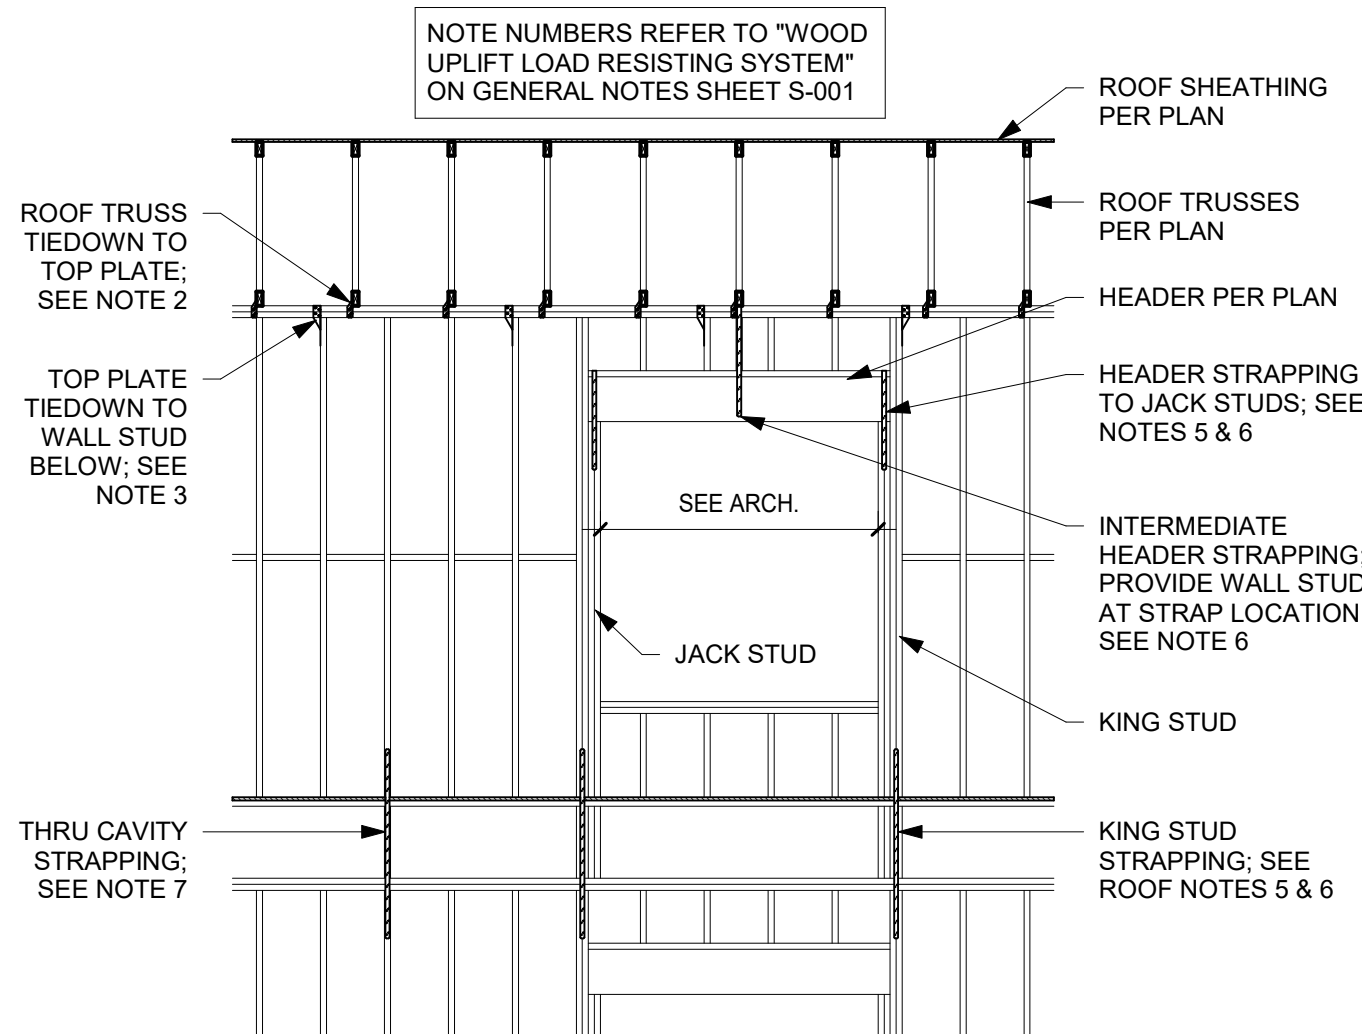 NOTE NUMBERS REFER TO "WOOD
UPLIFT LOAD RESISTING SYSTEM"
ON GENERAL NOTES SHEET S-001
ROOF SHEATHING
PER PLAN
ROOF TRUSS
TIEDOWN TO
TOP PLATE;
SEE NOTE 2
ROOF TRUSSES
PER PLAN
HEADER PER PLAN
TOP PLATE
TIEDOWN TO
WALL STUD
BELOW; SEE
NOTE 3
HEADER STRAPPING
TO JACK STUDS; SEE
NOTES 5 & 6
SEE ARCH.
INTERMEDIATE
HEADER STRAPPING;
PROVIDE WALL STUD
AT STRAP LOCATION
SEE NOTE 6
JACK STUD
KING STUD
THRU CAVITY
STRAPPING;
SEE NOTE 7
KING STUD
STRAPPING; SEE
ROOF NOTES 5 & 6